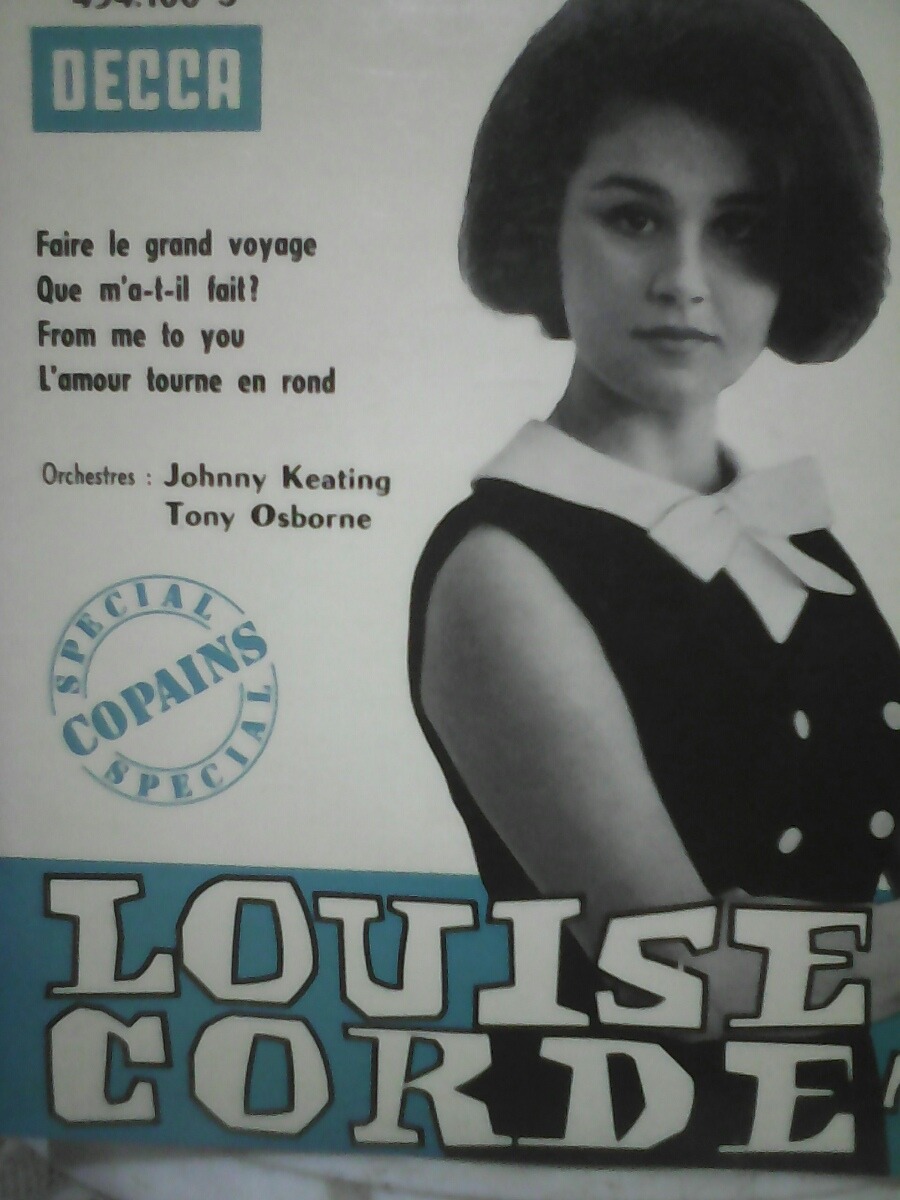 DECCA
Faire le grand voyage
Que m'a-t-il fait?
From me to you
L'amour tourne en rond
Orchestres : Johnny Keating
Tony Osborne
SPECIAL
COPAINS
SPECIAL
LOUISE
CORDE